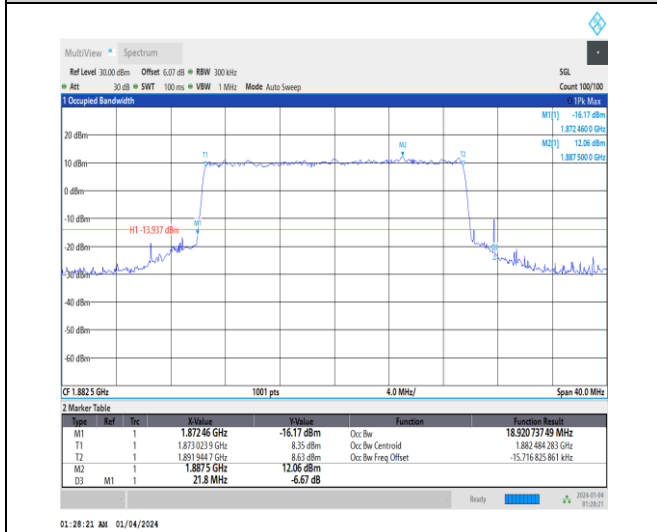 MultiView Spectrum
Ref Level 30.00 dBm Offset 6.07 dB RBW 300 kHz SGL
Att 30 dB SWT 100 ms VBW 1 MHz Mode Auto Sweep Count 100/100
1 Occupied Bandwidth 1Pk Max
M1[1] -16.17 dBm
1.872 460 0 GHz
M2[1] 12.06 dBm
1.887 500 0 GHz
20 dBm
T1 M2 T2
10 dBm
0 dBm
-10 dBm
M1
H1 -13.937 dBm
-20 dBm
-30 dBm
-40 dBm
-50 dBm
-60 dBm
CF 1.882 5 GHz 1001 pts 4.0 MHz/ Span 40.0 MHz
2 Marker Table
Type Ref Trc X-Value Y-Value Function Function Result
M1 1 1.872 46 GHz -16.17 dBm Occ Bw 18.920 737 49 MHz
T1 1 1.873 023 9 GHz 8.35 dBm Occ Bw Centroid 1.882 484 283 GHz
T2 1 1.891 944 7 GHz 8.63 dBm Occ Bw Freq Offset -15.716 825 861 kHz
M2 1 1.887 5 GHz 12.06 dBm
D3 M1 1 21.8 MHz -6.67 dB
Ready 2024-01-04
01:28:21
01:28:21 AM 01/04/2024